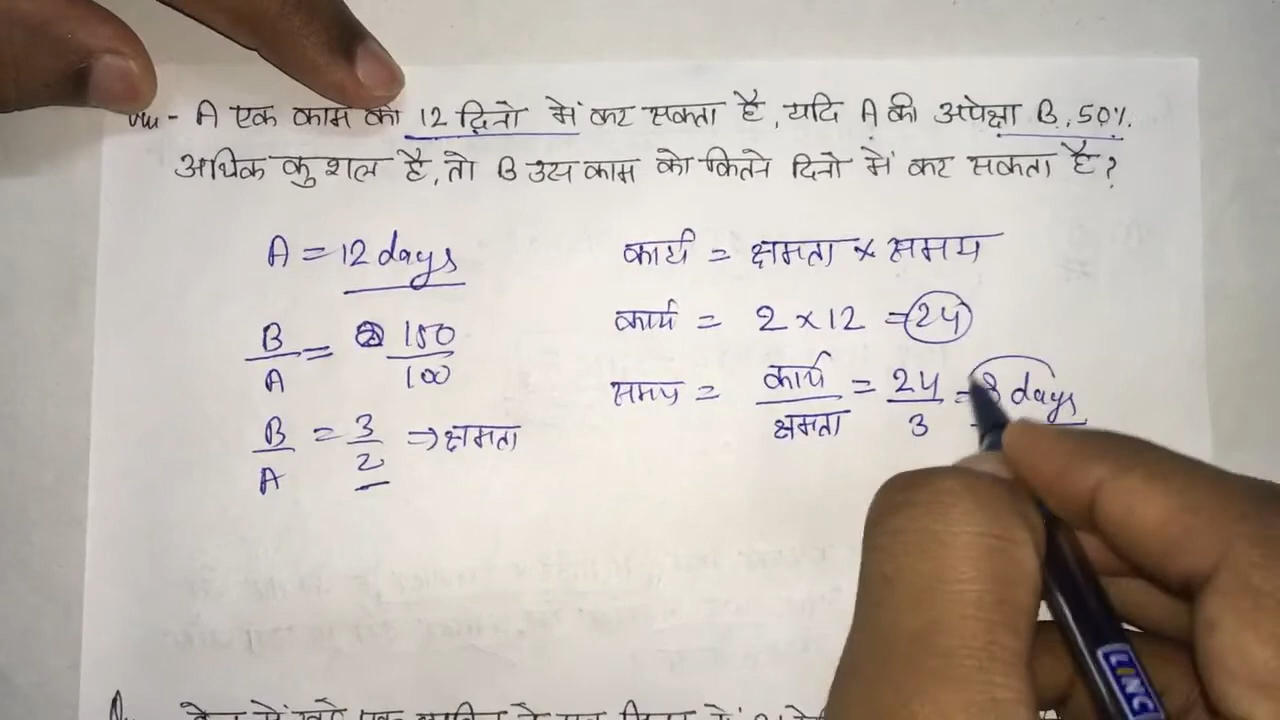 A एक काम को 12 दिनो में कर सकता है, यदि A की अपेक्षा B, 50%
अधिक कुशल है, तो B उस काम को कितने दिनो में कर सकता है?
A = 12 days
B/A = 150/100
B/A = 3/2 ⇒ क्षमता
कार्य = क्षमता × समय
कार्य = 2 × 12 = 24
समय = कार्य/क्षमता = 24/3 = 8 days
LINC